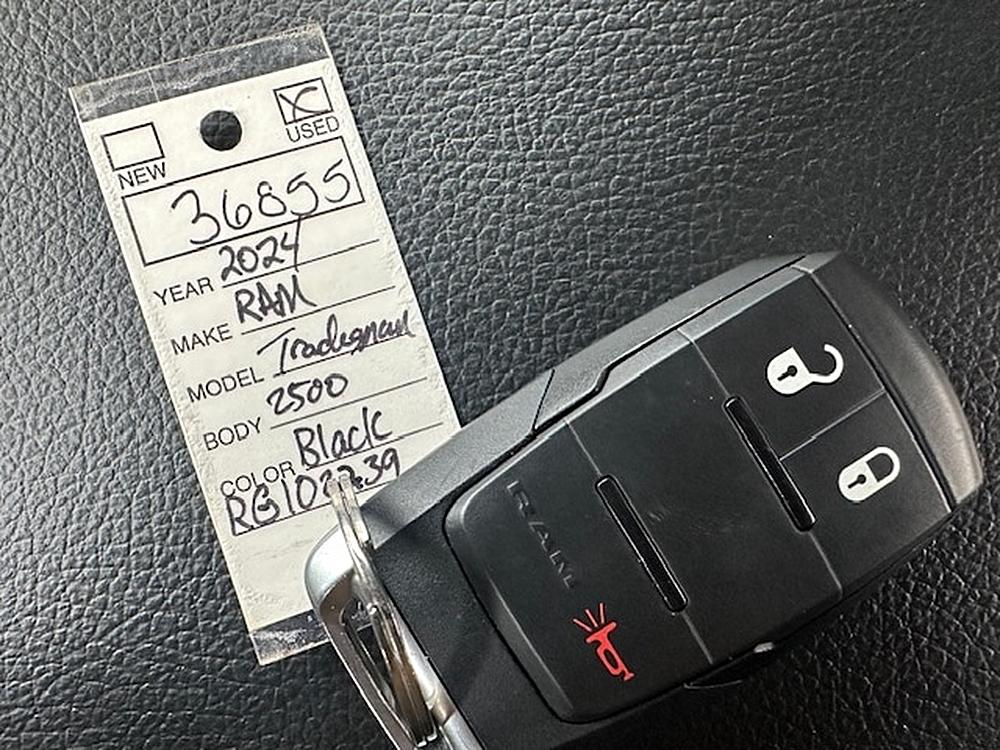 USED
NEW
36855
YEAR 2024
MAKE RAM
MODEL Tradesman
BODY 2500
COLOR Black
RAM